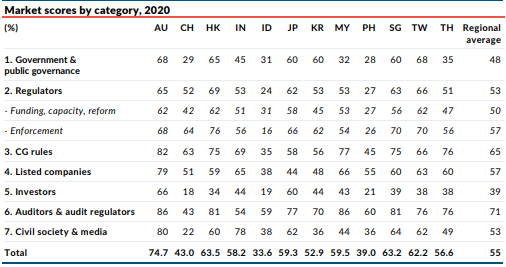 Market scores by category, 2020
(%) AU CH HK IN ID JP KR MY PH SG TW TH Regional
average
1. Government & 68 29 65 45 31 60 60 32 28 60 68 35 48
public governance
2. Regulators 65 52 69 53 24 62 53 53 27 63 66 51 53
- Funding, capacity, reform 62 42 62 51 31 58 45 53 27 56 62 47 50
- Enforcement 68 64 76 56 16 66 62 54 26 70 70 56 57
3. CG rules 82 63 75 69 35 58 56 77 45 75 66 76 65
4. Listed companies 79 51 59 65 38 44 48 66 55 60 63 60 57
5. Investors 66 18 34 44 19 60 44 43 21 39 38 38 39
6. Auditors & audit regulators 86 43 81 54 59 77 70 86 60 81 76 76 71
7. Civil society & media 80 22 60 78 38 62 36 44 36 64 62 49 53
Total 74.7 43.0 63.5 58.2 33.6 59.3 52.9 59.5 39.0 63.2 62.2 56.6 55